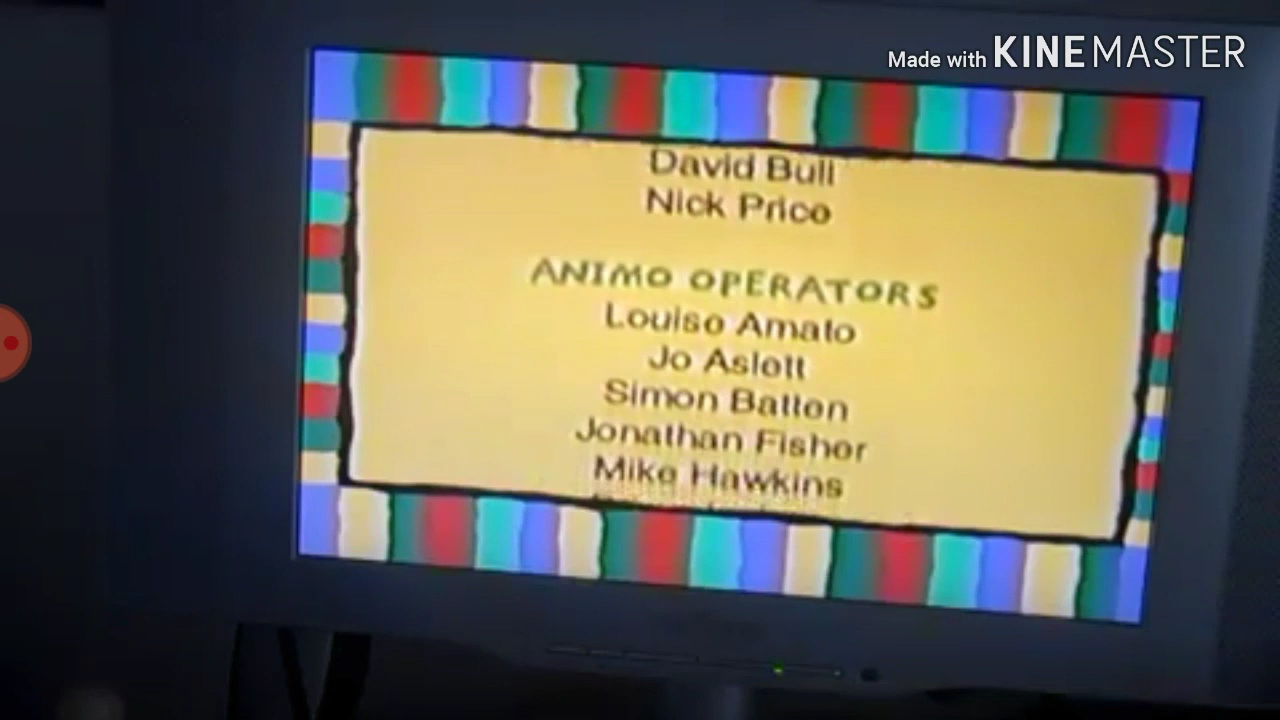 Made with KINEMASTER
David Bull
Nick Price
ANIMO OPERATORS
Louise Amato
Jo Aslett
Simon Batten
Jonathan Fisher
Mike Hawkins